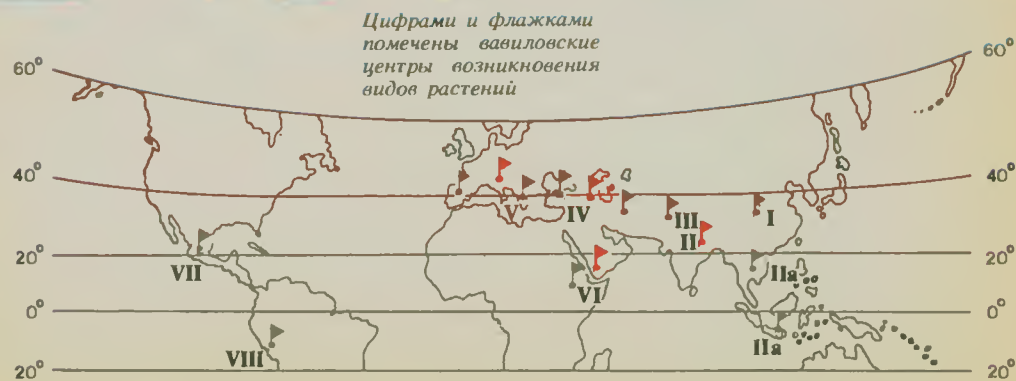 Цифрами и флажками
помечены вавиловские
центры возникновения
видов растений
60° 60°
40° 40°
V IV III I
II
20° 20°
VII VI IIa
0° 0°
VIII IIa
20° 20°